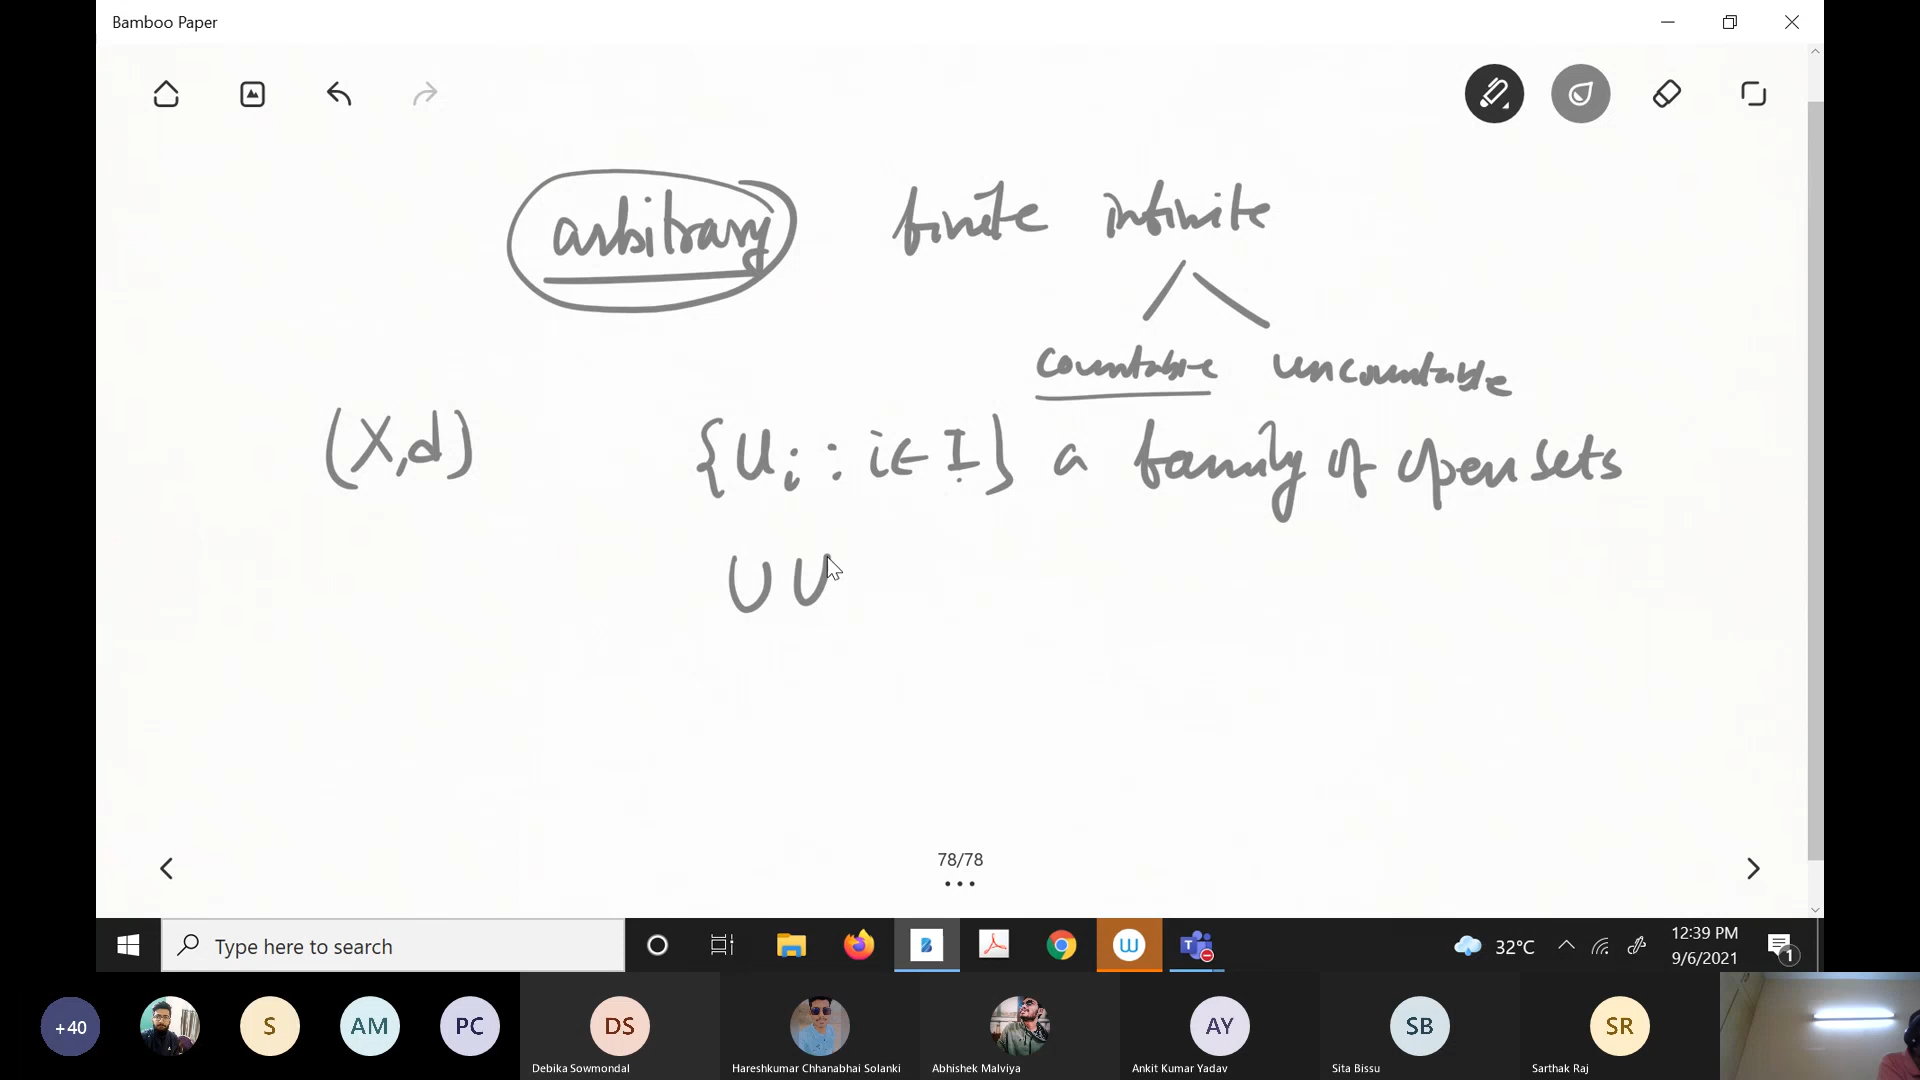 Bamboo Paper
arbitrary finite infinite
countable uncountable
(X,d) {Ui : i∈I} a family of open sets
∪ U
78/78
Type here to search
32°C
12:39 PM
9/6/2021
1
+40
S
AM
PC
DS
AY
SB
SR
Debika Sowmondal
Hareshkumar Chhanabhai Solanki
Abhishek Malviya
Ankit Kumar Yadav
Sita Bissu
Sarthak Raj